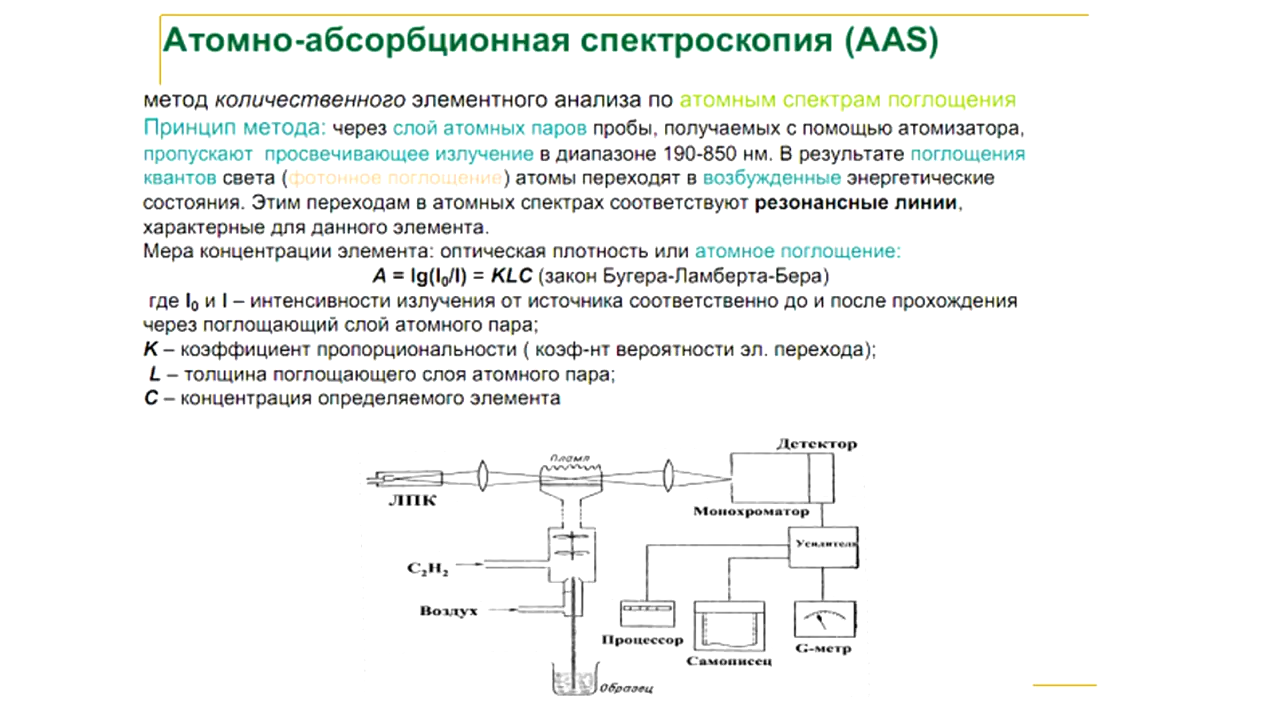 Атомно-абсорбционная спектроскопия (AAS)
метод количественного элементного анализа по атомным спектрам поглощения
Принцип метода: через слой атомных паров пробы, получаемых с помощью атомизатора,
пропускают просвечивающее излучение в диапазоне 190-850 нм. В результате поглощения
квантов света (фотонное поглощение) атомы переходят в возбужденные энергетические
состояния. Этим переходам в атомных спектрах соответствуют резонансные линии,
характерные для данного элемента.
Мера концентрации элемента: оптическая плотность или атомное поглощение:
A = lg(I₀/I) = KLC (закон Бугера-Ламберта-Бера)
где I₀ и I – интенсивности излучения от источника соответственно до и после прохождения
через поглощающий слой атомного пара;
K – коэффициент пропорциональности ( коэф-нт вероятности эл. перехода);
L – толщина поглощающего слоя атомного пара;
C – концентрация определяемого элемента
Детектор
ЛПК
Монохроматор
Усилитель
C₂H₂
Воздух
Процессор
Самописец
G-метр
Образец